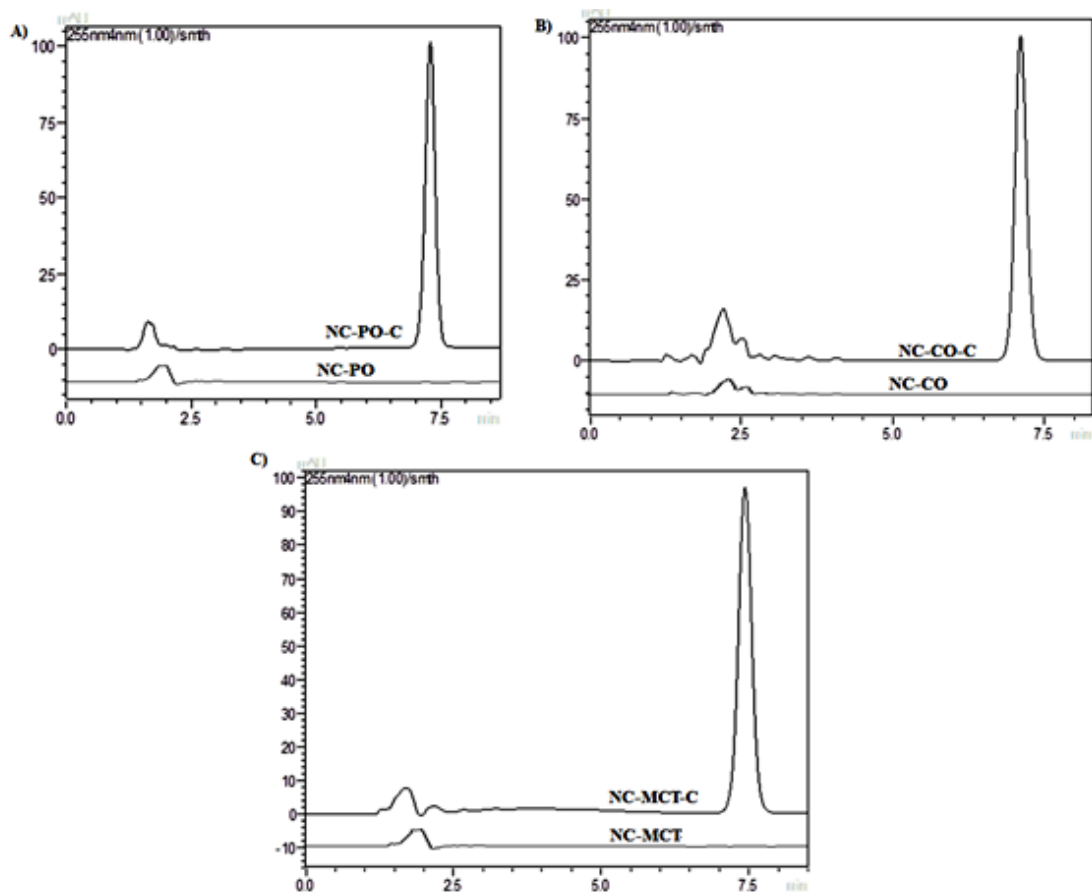 A)
mAU
255nm4nm (1.00)/smth
100
75
50
25
0
NC-PO-C
NC-PO
0.0 2.5 5.0 7.5 min
B)
mAU
255nm4nm (1.00)/smth
100
75
50
25
0
NC-CO-C
NC-CO
0.0 2.5 5.0 7.5 min
C)
mAU
255nm4nm (1.00)/smth
100
90
80
70
60
50
40
30
20
10
0
-10
NC-MCT-C
NC-MCT
0.0 2.5 5.0 7.5 min